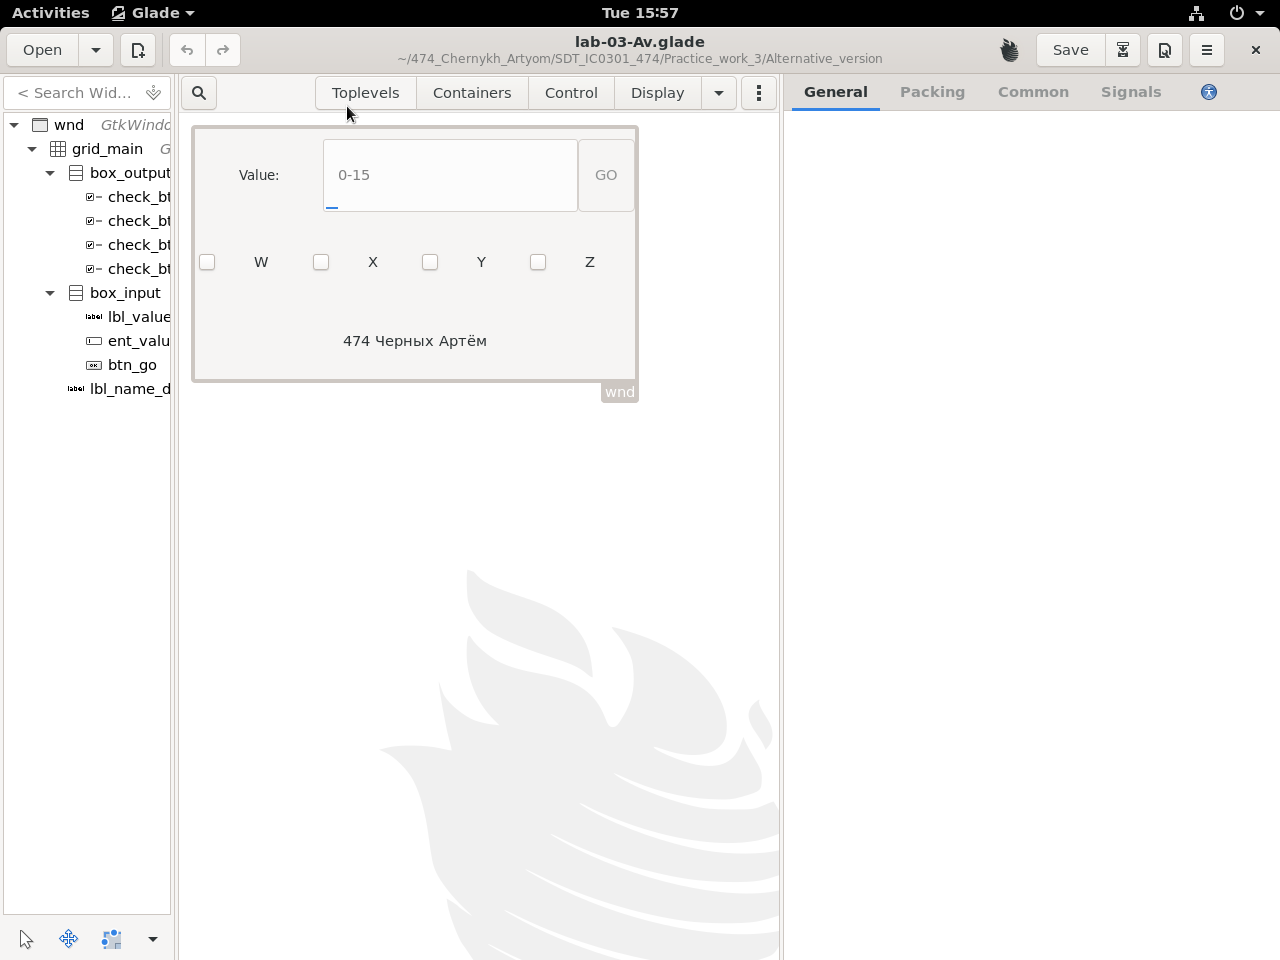 Activities Glade Tue 15:57
Open lab-03-Av.glade Save
~/474_Chernykh_Artyom/SDT_IC0301_474/Practice_work_3/Alternative_version
< Search Wid... Toplevels Containers Control Display General Packing Common Signals
wnd GtkWindo
grid_main G
box_output
check_bt
check_bt
check_bt
check_bt
box_input
lbl_value
ent_valu
btn_go
lbl_name_d
Value: 0-15 GO
W X Y Z
474 Черных Артём
wnd